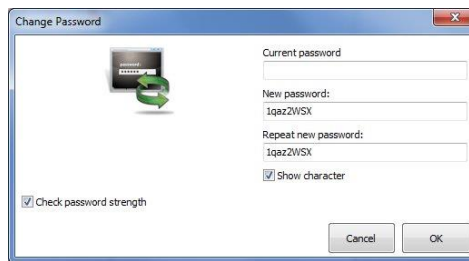 Change Password
Current password
New password:
1qaz2WSX
Repeat new password:
1qaz2WSX
Show character
Check password strength
Cancel
OK